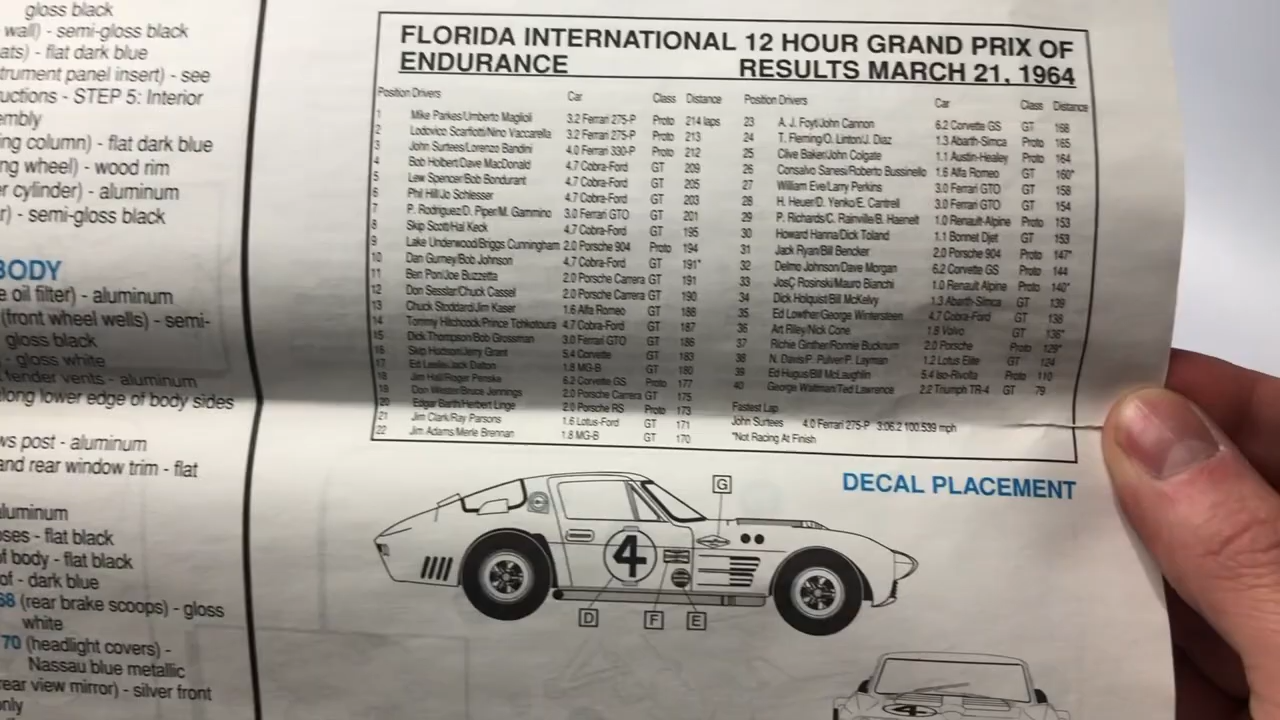 gloss black
wall) - semi-gloss black
ats) - flat dark blue
trument panel insert) - see
uctions - STEP 5: Interior
embly
ing column) - flat dark blue
ng wheel) - wood rim
r cylinder) - aluminum
r) - semi-gloss black
BODY
e oil filter) - aluminum
(front wheel wells) - semi-
gloss black
- gloss white
fender vents - aluminum
along lower edge of body sides
ws post - aluminum
and rear window trim - flat
luminum
oses - flat black
of body - flat black
of - dark blue
68 (rear brake scoops) - gloss
white
70 (headlight covers) -
Nassau blue metallic
rear view mirror) - silver front
only
FLORIDA INTERNATIONAL 12 HOUR GRAND PRIX OF
ENDURANCE RESULTS MARCH 21, 1964
Position Drivers Car Class Distance
1 Mike Parkes/Umberto Maglioli 3.2 Ferrari 275-P Proto 214 laps
2 Lodovico Scarfiotti/Nino Vaccarella 3.2 Ferrari 275-P Proto 213
3 John Surtees/Lorenzo Bandini 4.0 Ferrari 330-P Proto 212
4 Bob Holbert/Dave MacDonald 4.7 Cobra-Ford GT 209
5 Lew Spencer/Bob Bondurant 4.7 Cobra-Ford GT 205
6 Phil Hill/Jo Schlesser 4.7 Cobra-Ford GT 203
7 P. Rodriguez/D. Piper/M. Gammino 3.0 Ferrari GTO GT 201
8 Skip Scott/Hal Keck 4.7 Cobra-Ford GT 195
9 Lake Underwood/Briggs Cunningham 2.0 Porsche 904 Proto 194
10 Dan Gurney/Bob Johnson 4.7 Cobra-Ford GT 191*
11 Ben Pon/Joe Buzzetta 2.0 Porsche Carrera GT 191
12 Don Sesslar/Chuck Cassel 2.0 Porsche Carrera GT 190
13 Chuck Stoddard/Jim Kaser 1.6 Alfa Romeo GT 188
14 Tommy Hitchcock/Prince Tchkotoura 4.7 Cobra-Ford GT 187
15 Dick Thompson/Bob Grossman 3.0 Ferrari GTO GT 186
16 Skip Hudson/Jerry Grant 5.4 Corvette GT 183
17 Ed Leslie/Jack Dalton 1.8 MG-B GT 180
18 Jim Hall/Roger Penske 6.2 Corvette GS Proto 177
19 Don Wester/Bruce Jennings 2.0 Porsche Carrera GT 175
20 Edgar Barth/Herbert Linge 2.0 Porsche RS Proto 173
21 Jim Clark/Ray Parsons 1.6 Lotus-Ford GT 171
22 Jim Adams/Merle Brennan 1.8 MG-B GT 170
Position Drivers Car Class Distance
23 A. J. Foyt/John Cannon 6.2 Corvette GS GT 168
24 T. Fleming/O. Linton/J. Diaz 1.3 Abarth-Simca Proto 165
25 Clive Baker/John Colgate 1.1 Austin-Healey Proto 164
26 Consalvo Sanesi/Roberto Bussinello 1.6 Alfa Romeo GT 160*
27 William Eve/Larry Perkins 3.0 Ferrari GTO GT 158
28 H. Heuer/D. Yenko/E. Cantrell 3.0 Ferrari GTO GT 154
29 P. Richards/C. Rainville/B. Haenelt 1.0 Renault-Alpine Proto 153
30 Howard Hanna/Dick Toland 1.1 Bonnet Djet GT 153
31 Jack Ryan/Bill Bencker 2.0 Porsche 904 Proto 147*
32 Delmo Johnson/Dave Morgan 6.2 Corvette GS Proto 144
33 JosÇ Rosinski/Mauro Bianchi 1.0 Renault Alpine Proto 140*
34 Dick Holquist/Bill McKelvy 1.3 Abarth-Simca GT 139
35 Ed Lowther/George Wintersteen 4.7 Cobra-Ford GT 138
36 Art Riley/Nick Cone 1.8 Volvo GT 136*
37 Richie Ginther/Ronnie Bucknum 2.0 Porsche Proto 129*
38 N. Davis/P. Pulver/P. Layman 1.2 Lotus Elite GT 124
39 Ed Hugus/Bill McLaughlin 5.4 Iso-Rivolta Proto 110
40 George Waltman/Ted Lawrence 2.2 Triumph TR-4 GT 79
Fastest Lap
John Surtees 4.0 Ferrari 275-P 3:06.2 100.539 mph
*Not Racing At Finish
DECAL PLACEMENT
G
4
D
F
E
4